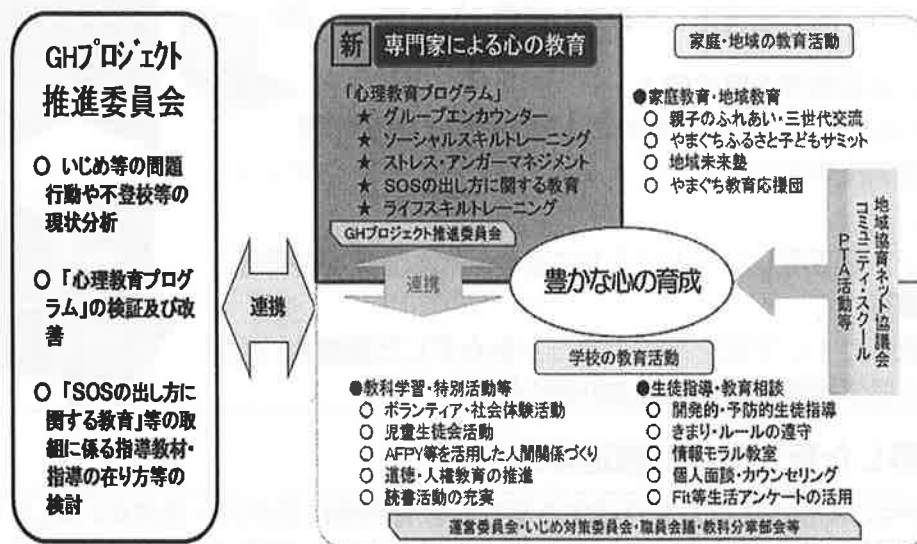 GHプロジェクト
推進委員会
○ いじめ等の問題
行動や不登校等の
現状分析
○ 「心理教育プログ
ラム」の検証及び改
善
○ 「SOSの出し方に
関する教育」等の取
組に係る指導教材・
指導の在り方等の
検討
連携
新 専門家による心の教育
「心理教育プログラム」
★ グループエンカウンター
★ ソーシャルスキルトレーニング
★ ストレス・アンガーマネジメント
★ SOSの出し方に関する教育
★ ライフスキルトレーニング
GHプロジェクト推進委員会
家庭・地域の教育活動
●家庭教育・地域教育
○ 親子のふれあい・三世代交流
○ やまぐちふるさと子どもサミット
○ 地域未来塾
○ やまぐち教育応援団
地域協育ネット協議会
コミュニティ・スクール
PTA活動等
連携
豊かな心の育成
学校の教育活動
●教科学習・特別活動等
○ ボランティア・社会体験活動
○ 児童生徒会活動
○ AFPY等を活用した人間関係づくり
○ 道徳・人権教育の推進
○ 読書活動の充実
●生徒指導・教育相談
○ 開発的・予防的生徒指導
○ きまり・ルールの遵守
○ 情報モラル教室
○ 個人面談・カウンセリング
○ Fit等生活アンケートの活用
運営委員会・いじめ対策委員会・職員会議・教科分掌部会等